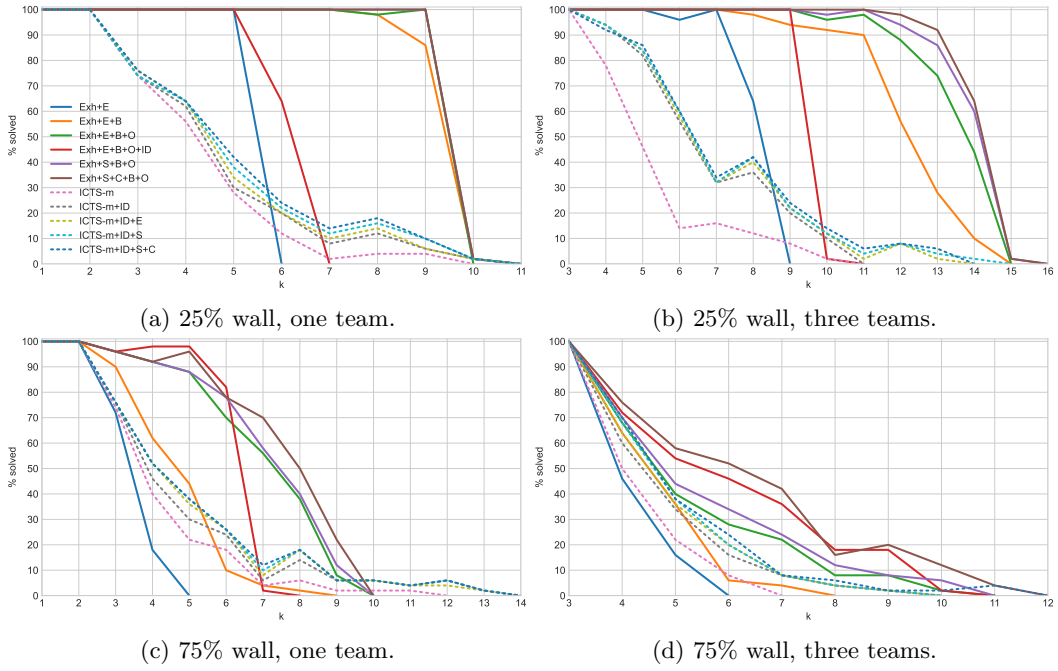 100
90
80
70
60
50
40
30
20
10
0
% solved
Exh+E
Exh+E+B
Exh+E+B+O
Exh+E+B+O+ID
Exh+S+B+O
Exh+S+C+B+O
ICTS-m
ICTS-m+ID
ICTS-m+ID+E
ICTS-m+ID+S
ICTS-m+ID+S+C
1 2 3 4 5 6 7 8 9 10 11
k
(a) 25% wall, one team.
100
90
80
70
60
50
40
30
20
10
0
% solved
3 4 5 6 7 8 9 10 11 12 13 14 15 16
k
(b) 25% wall, three teams.
100
90
80
70
60
50
40
30
20
10
0
% solved
1 2 3 4 5 6 7 8 9 10 11 12 13 14
k
(c) 75% wall, one team.
100
90
80
70
60
50
40
30
20
10
0
% solved
3 4 5 6 7 8 9 10 11 12
k
(d) 75% wall, three teams.